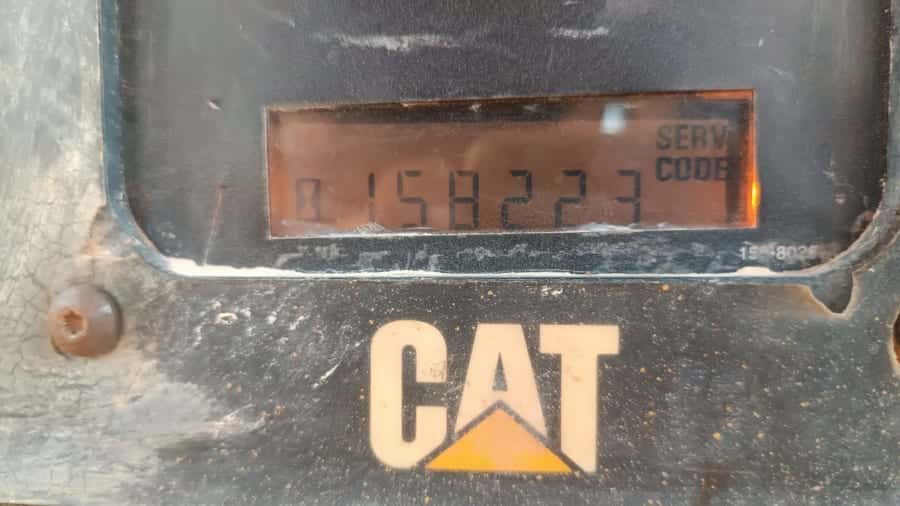 SERV
CODE
158223
CAT